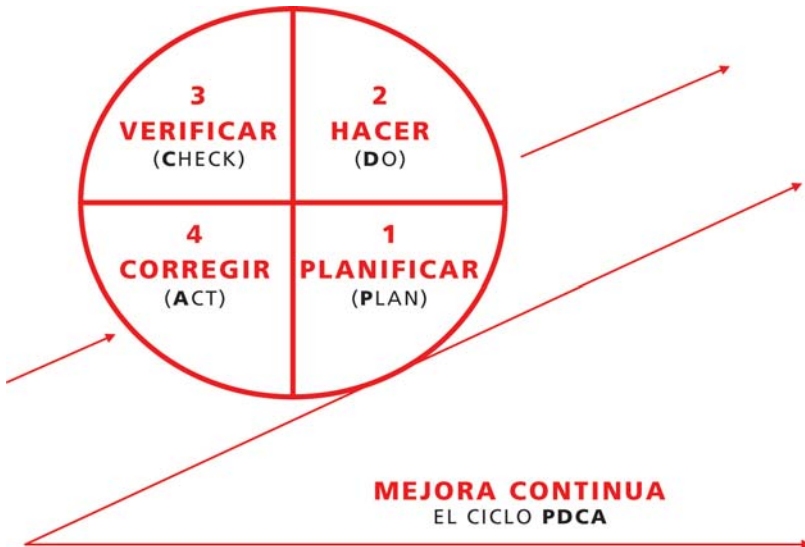 3
VERIFICAR
(CHECK)
2
HACER
(DO)
4
CORREGIR
(ACT)
1
PLANIFICAR
(PLAN)
MEJORA CONTINUA
EL CICLO PDCA